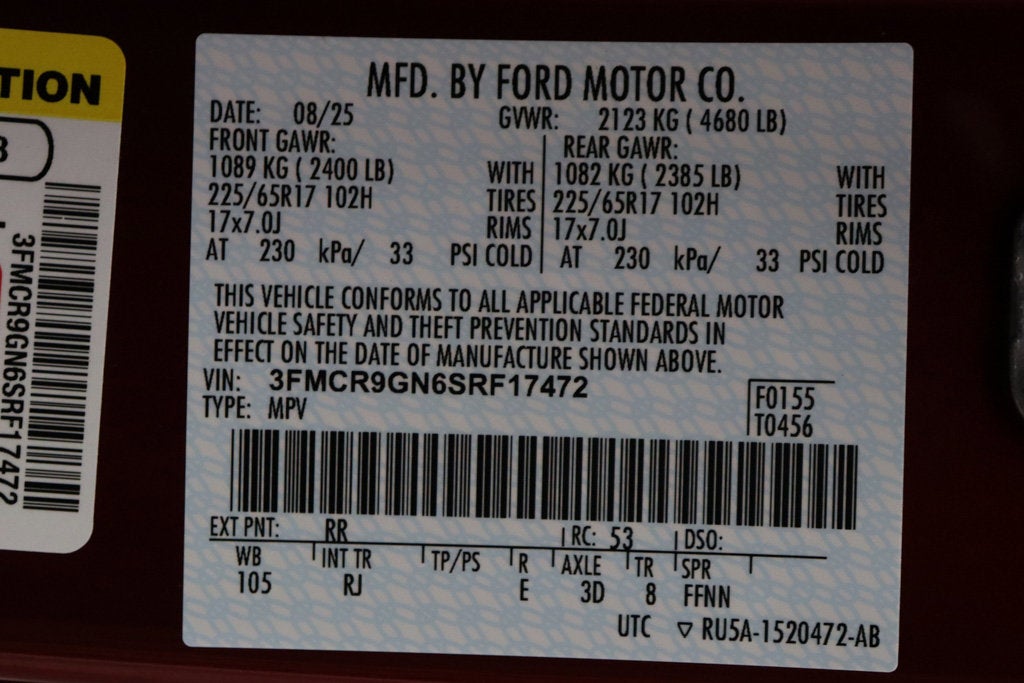 TION
3FMCR9GN6SRF17472
MFD. BY FORD MOTOR CO.
DATE: 08/25 GVWR: 2123 KG ( 4680 LB)
FRONT GAWR: REAR GAWR:
1089 KG ( 2400 LB) WITH 1082 KG ( 2385 LB) WITH
225/65R17 102H TIRES 225/65R17 102H TIRES
17x7.0J RIMS 17x7.0J RIMS
AT 230 kPa/ 33 PSI COLD AT 230 kPa/ 33 PSI COLD
THIS VEHICLE CONFORMS TO ALL APPLICABLE FEDERAL MOTOR
VEHICLE SAFETY AND THEFT PREVENTION STANDARDS IN
EFFECT ON THE DATE OF MANUFACTURE SHOWN ABOVE.
VIN: 3FMCR9GN6SRF17472
TYPE: MPV
F0155
T0456
EXT PNT: RR RC: 53 DSO:
WB INT TR TP/PS R AXLE TR SPR
105 RJ E 3D 8 FFNN
UTC ▽ RU5A-1520472-AB